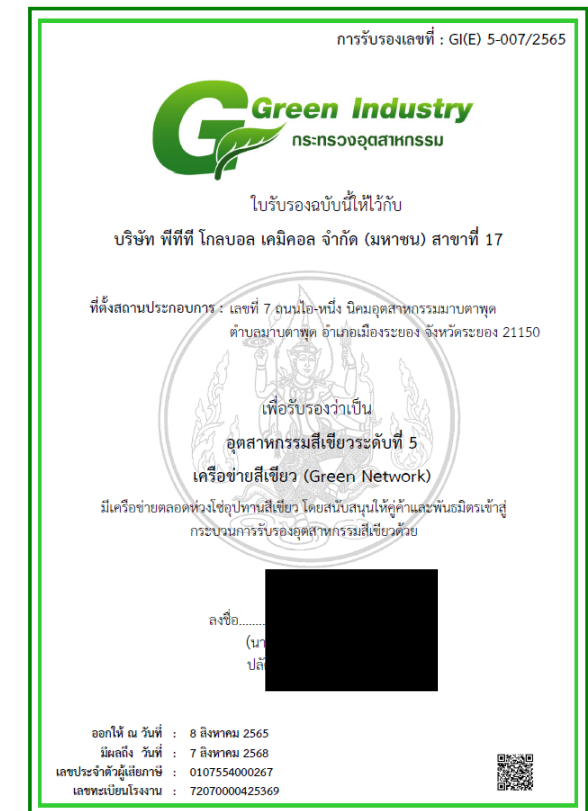 การรับรองเลขที่ : GI(E) 5-007/2565
Green Industry
กระทรวงอุตสาหกรรม
ใบรับรองฉบับนี้ให้ไว้กับ
บริษัท พีทีที โกลบอล เคมิคอล จำกัด (มหาชน) สาขาที่ 17
ที่ตั้งสถานประกอบการ : เลขที่ 7 ถนนไอ-หนึ่ง นิคมอุตสาหกรรมมาบตาพุด
ตำบลมาบตาพุด อำเภอเมืองระยอง จังหวัดระยอง 21150
เพื่อรับรองว่าเป็น
อุตสาหกรรมสีเขียวระดับที่ 5
เครือข่ายสีเขียว (Green Network)
มีเครือข่ายตลอดห่วงโซ่อุปทานสีเขียว โดยสนับสนุนให้คู่ค้าและพันธมิตรเข้าสู่
กระบวนการรับรองอุตสาหกรรมสีเขียวด้วย
ลงชื่อ.........
(นา
ปลั
ออกให้ ณ วันที่ : 8 สิงหาคม 2565
มีผลถึง วันที่ : 7 สิงหาคม 2568
เลขประจำตัวผู้เสียภาษี : 0107554000267
เลขทะเบียนโรงงาน : 72070000425369